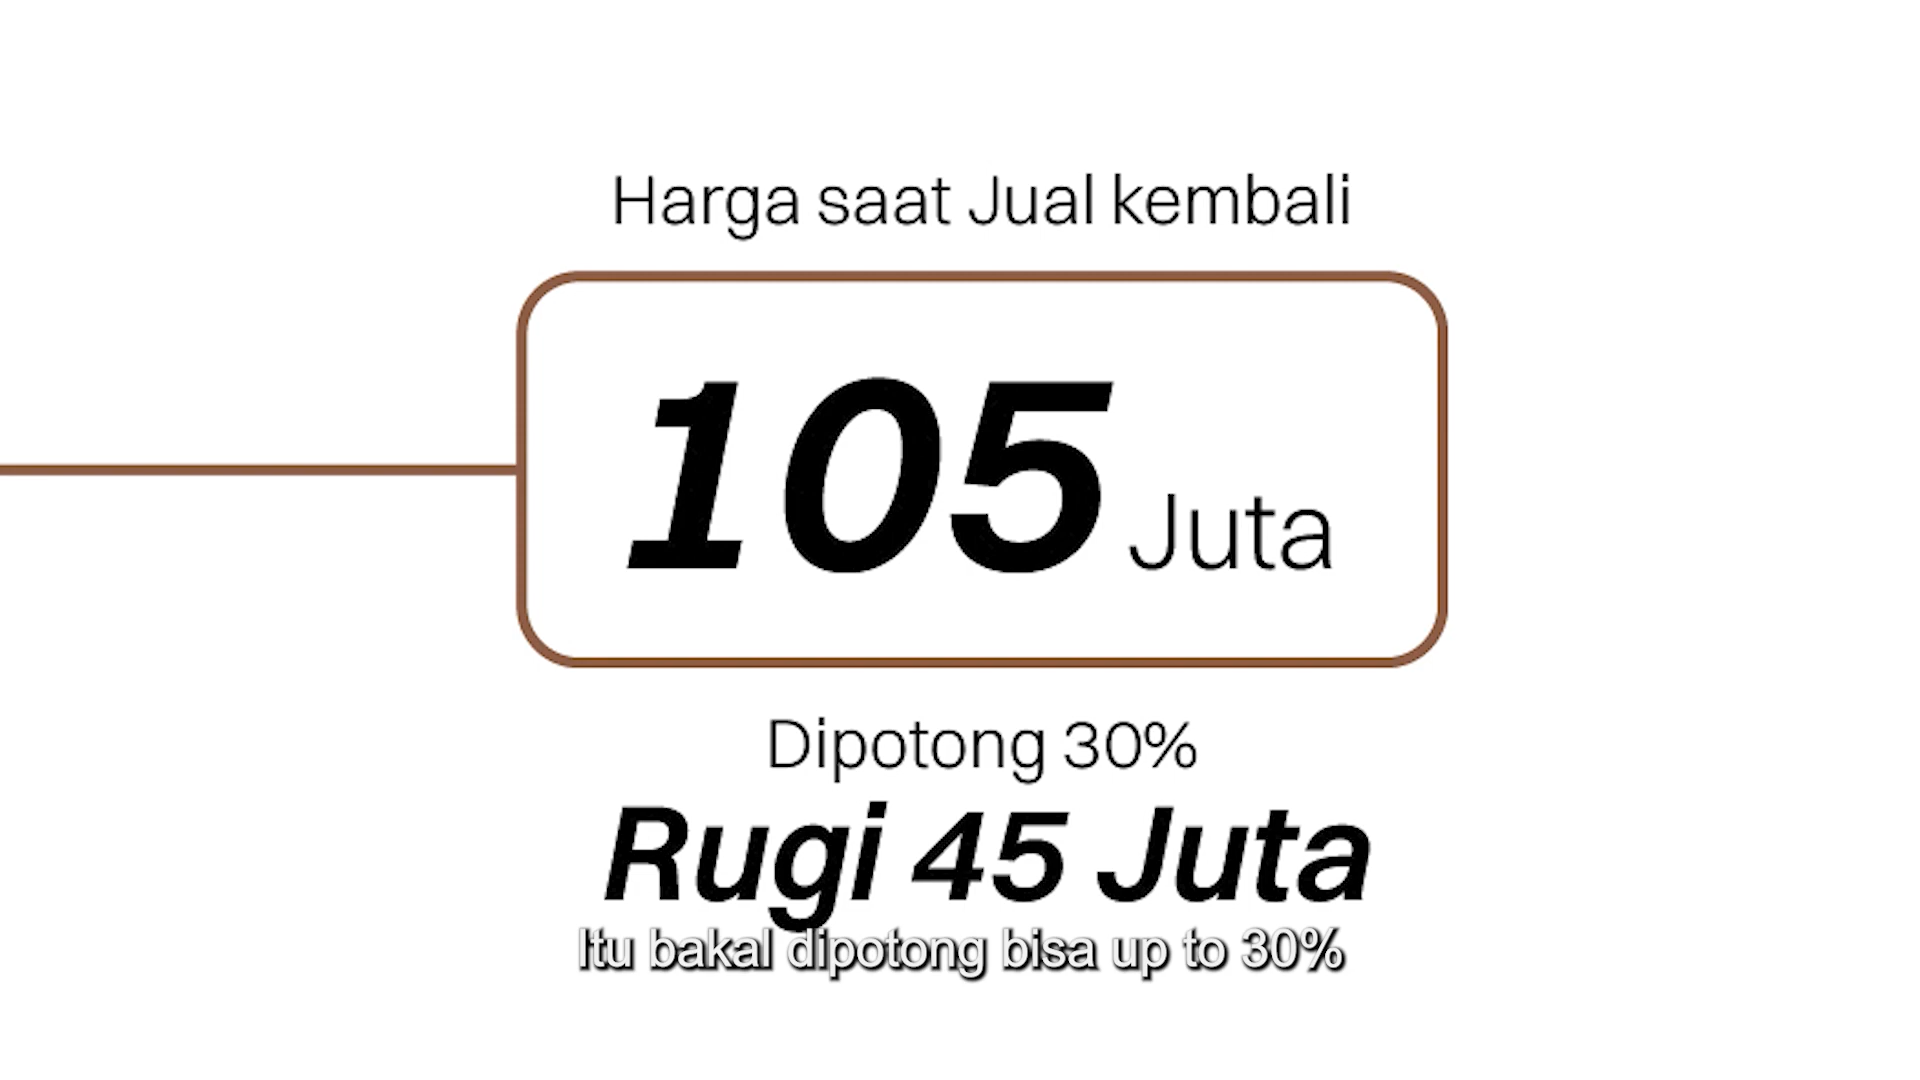 Harga saat Jual kembali
105 Juta
Dipotong 30%
Rugi 45 Juta
Itu bakal dipotong bisa up to 30%